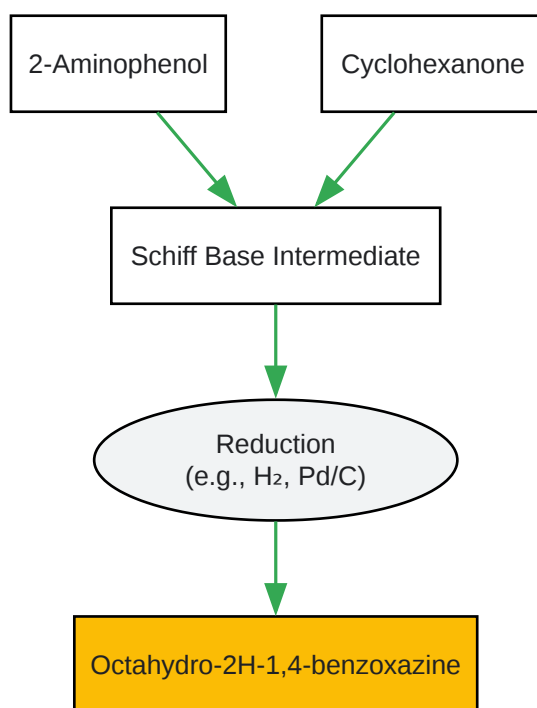 2-Aminophenol
Cyclohexanone
Schiff Base Intermediate
Reduction
(e.g., H₂, Pd/C)
Octahydro-2H-1,4-benzoxazine